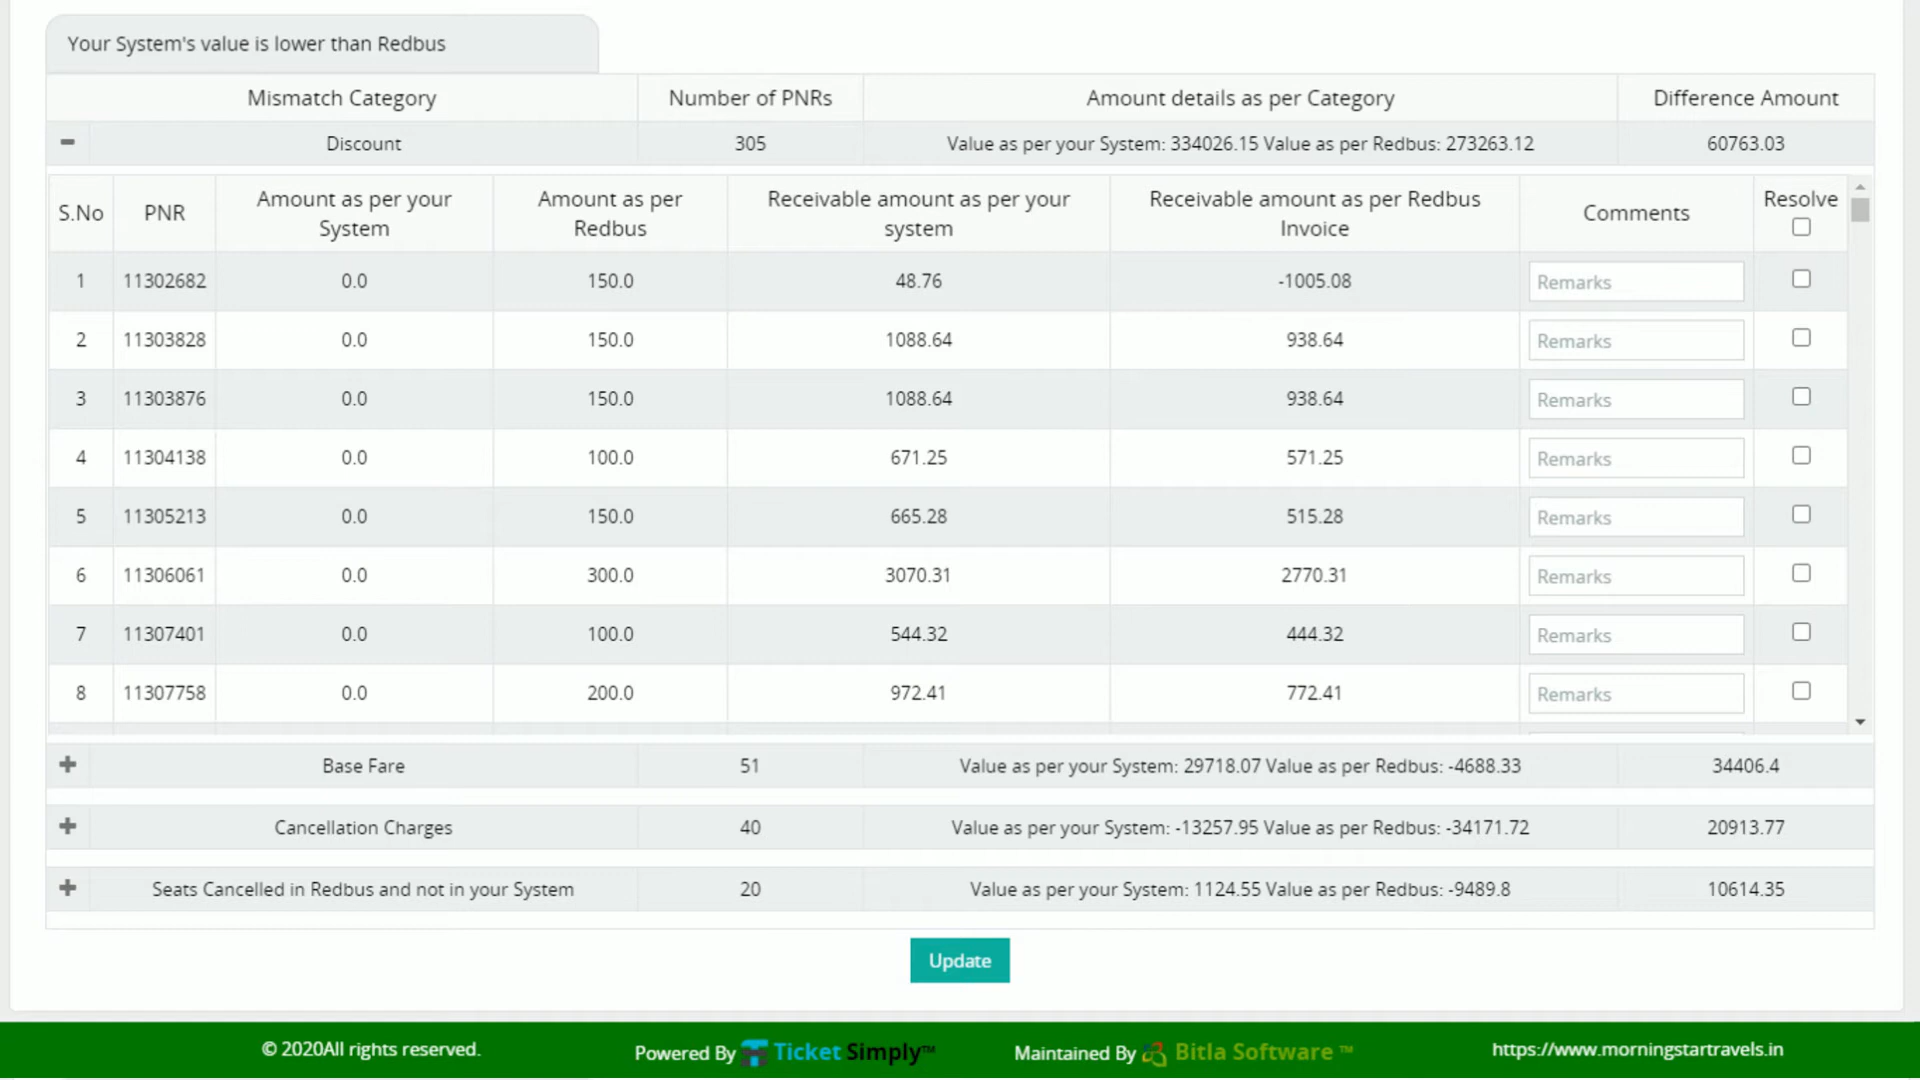 Your System's value is lower than Redbus
Mismatch Category Number of PNRs Amount details as per Category Difference Amount
Discount 305 Value as per your System: 334026.15 Value as per Redbus: 273263.12 60763.03
S.No PNR Amount as per your System Amount as per Redbus Receivable amount as per your system Receivable amount as per Redbus Invoice Comments Resolve
1 11302682 0.0 150.0 48.76 -1005.08 Remarks
2 11303828 0.0 150.0 1088.64 938.64 Remarks
3 11303876 0.0 150.0 1088.64 938.64 Remarks
4 11304138 0.0 100.0 671.25 571.25 Remarks
5 11305213 0.0 150.0 665.28 515.28 Remarks
6 11306061 0.0 300.0 3070.31 2770.31 Remarks
7 11307401 0.0 100.0 544.32 444.32 Remarks
8 11307758 0.0 200.0 972.41 772.41 Remarks
Base Fare 51 Value as per your System: 29718.07 Value as per Redbus: -4688.33 34406.4
Cancellation Charges 40 Value as per your System: -13257.95 Value as per Redbus: -34171.72 20913.77
Seats Cancelled in Redbus and not in your System 20 Value as per your System: 1124.55 Value as per Redbus: -9489.8 10614.35
Update
© 2020All rights reserved. Powered By Ticket Simply™ Maintained By Bitla Software ™ https://www.morningstartravels.in